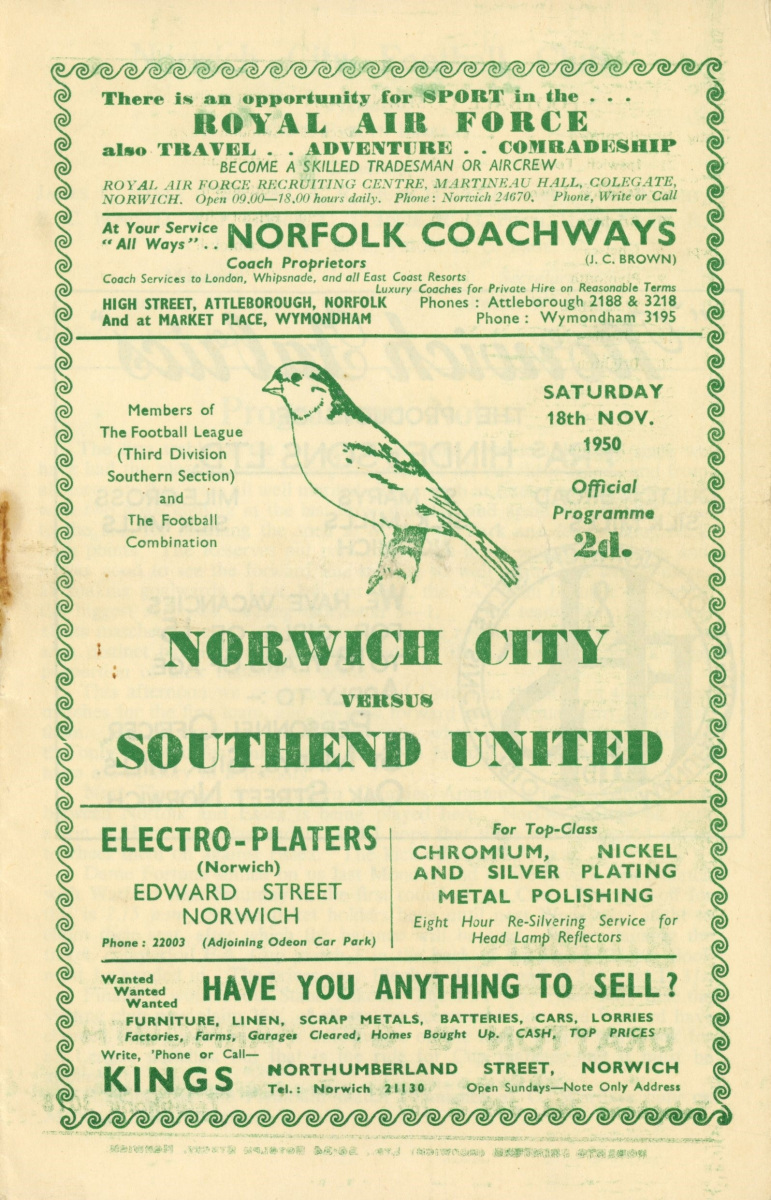 There is an opportunity for SPORT in the . . .
ROYAL AIR FORCE
also TRAVEL . . ADVENTURE . . COMRADESHIP
BECOME A SKILLED TRADESMAN OR AIRCREW
ROYAL AIR FORCE RECRUITING CENTRE, MARTINEAU HALL, COLEGATE,
NORWICH. Open 09.00—18.00 hours daily. Phone: Norwich 24670. Phone, Write or Call
At Your Service
"All Ways" . .
NORFOLK COACHWAYS
Coach Proprietors
(J. C. BROWN)
Coach Services to London, Whipsnade, and all East Coast Resorts
Luxury Coaches for Private Hire on Reasonable Terms
HIGH STREET, ATTLEBOROUGH, NORFOLK Phones : Attleborough 2188 & 3218
And at MARKET PLACE, WYMONDHAM Phone : Wymondham 3195
Members of
The Football League
(Third Division
Southern Section)
and
The Football
Combination
SATURDAY
18th NOV.
1950
Official
Programme
2d.
NORWICH CITY
VERSUS
SOUTHEND UNITED
ELECTRO-PLATERS
(Norwich)
EDWARD STREET
NORWICH
Phone : 22003 (Adjoining Odeon Car Park)
For Top-Class
CHROMIUM, NICKEL
AND SILVER PLATING
METAL POLISHING
Eight Hour Re-Silvering Service for
Head Lamp Reflectors
Wanted
Wanted
Wanted
HAVE YOU ANYTHING TO SELL?
FURNITURE, LINEN, SCRAP METALS, BATTERIES, CARS, LORRIES
Factories, Farms, Garages Cleared, Homes Bought Up. CASH, TOP PRICES
Write, 'Phone or Call—
KINGS
NORTHUMBERLAND STREET, NORWICH
Tel. : Norwich 21130 Open Sundays—Note Only Address